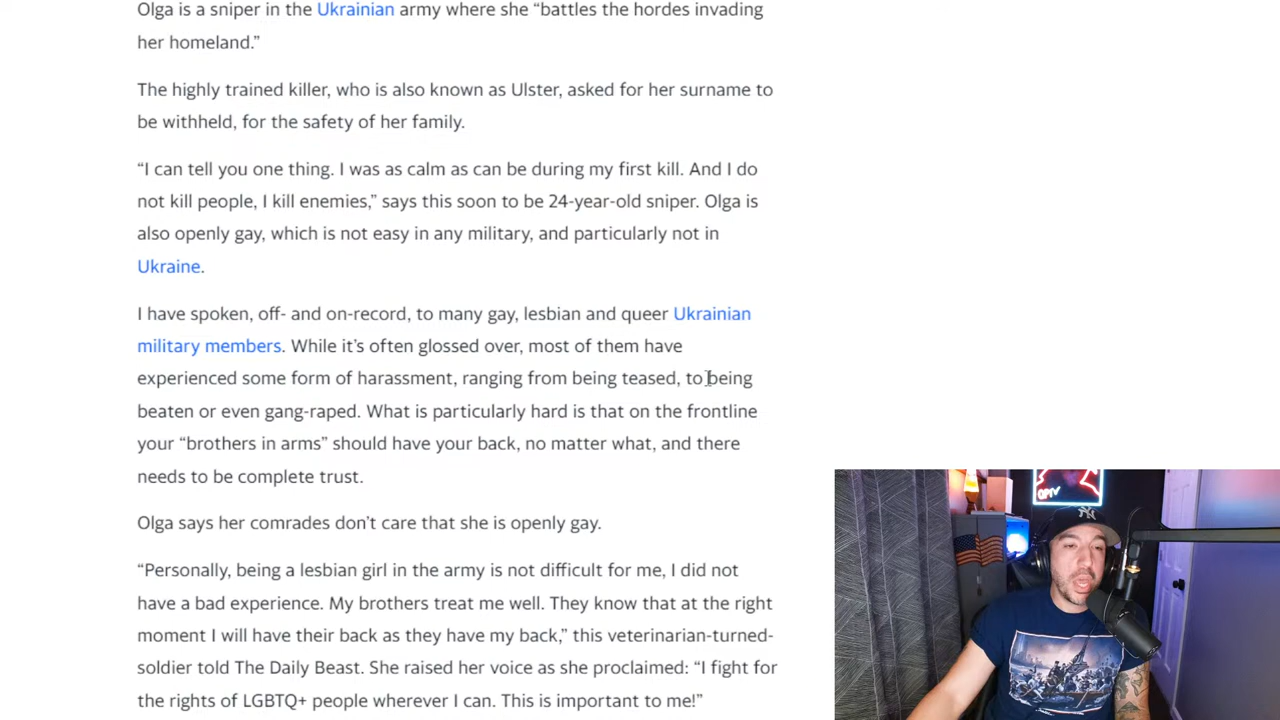 Olga is a sniper in the Ukrainian army where she “battles the hordes invading
her homeland.”
The highly trained killer, who is also known as Ulster, asked for her surname to
be withheld, for the safety of her family.
“I can tell you one thing. I was as calm as can be during my first kill. And I do
not kill people, I kill enemies,” says this soon to be 24-year-old sniper. Olga is
also openly gay, which is not easy in any military, and particularly not in
Ukraine.
I have spoken, off- and on-record, to many gay, lesbian and queer Ukrainian
military members. While it’s often glossed over, most of them have
experienced some form of harassment, ranging from being teased, to being
beaten or even gang-raped. What is particularly hard is that on the frontline
your “brothers in arms” should have your back, no matter what, and there
needs to be complete trust.
Olga says her comrades don’t care that she is openly gay.
“Personally, being a lesbian girl in the army is not difficult for me, I did not
have a bad experience. My brothers treat me well. They know that at the right
moment I will have their back as they have my back,” this veterinarian-turned-
soldier told The Daily Beast. She raised her voice as she proclaimed: “I fight for
the rights of LGBTQ+ people wherever I can. This is important to me!”